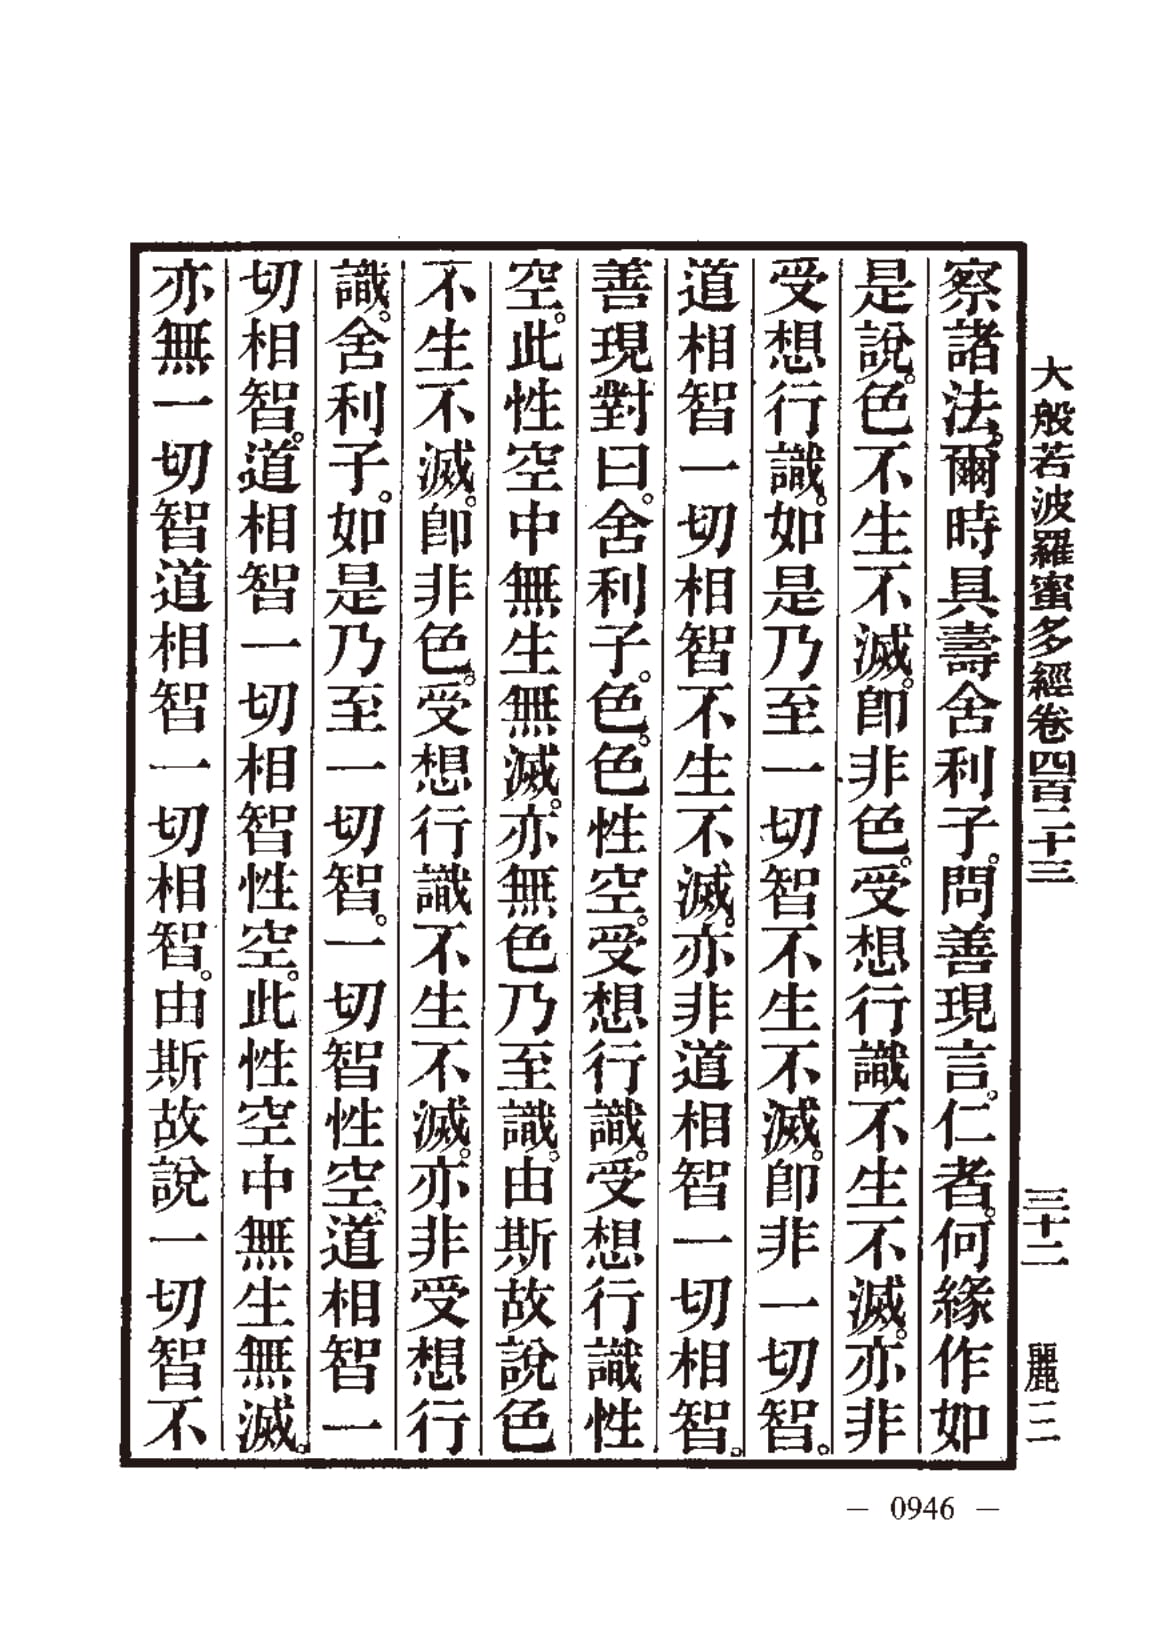 大般若波羅蜜多經卷四百二十三　三十二　麗二
察諸法。爾時具壽舍利子。問善現言。仁者。何緣作如
是說。色不生不滅。卽非色。受想行識不生不滅。亦非
受想行識。如是乃至一切智不生不滅。卽非一切智。
道相智一切相智不生不滅。亦非道相智一切相智。
善現對曰。舍利子。色。色性空。受想行識。受想行識性
空。此性空中無生無滅。亦無色乃至識。由斯故說色
不生不滅。卽非色。受想行識不生不滅。亦非受想行
識。舍利子。如是乃至一切智。一切智性空。道相智一
切相智。道相智一切相智性空。此性空中無生無滅。
亦無一切智道相智一切相智。由斯故說一切智不
— 0946 —